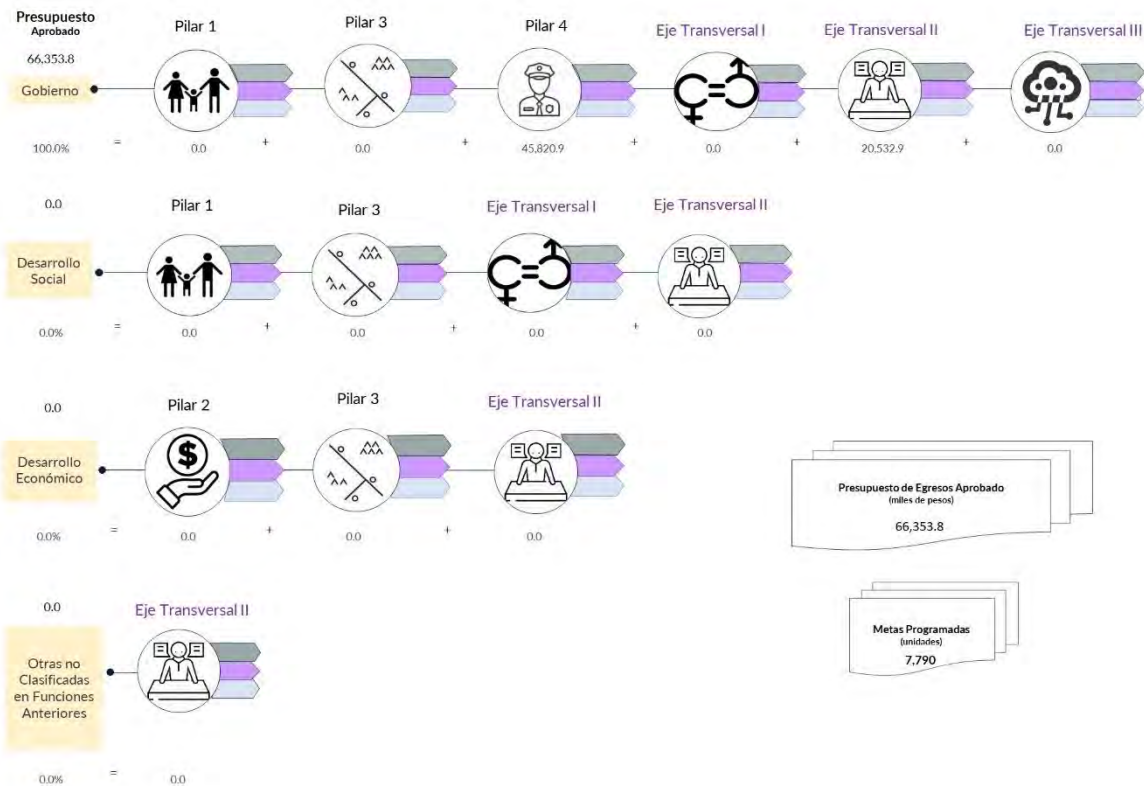 Presupuesto
Aprobado
66,353.8
Gobierno
100.0%
Pilar 1
Pilar 3
Pilar 4
Eje Transversal I
Eje Transversal II
Eje Transversal III
= 0.0 + 0.0 + 45,820.9 + 0.0 + 20,532.9 + 0.0
0.0
Desarrollo
Social
0.0%
Pilar 1
Pilar 3
Eje Transversal I
Eje Transversal II
= 0.0 + 0.0 + 0.0 + 0.0
0.0
Desarrollo
Económico
0.0%
Pilar 2
Pilar 3
Eje Transversal II
= 0.0 + 0.0 + 0.0
Presupuesto de Egresos Aprobado
(miles de pesos)
66,353.8
Metas Programadas
(unidades)
7,790
0.0
Otras no
Clasificadas
en Funciones
Anteriores
0.0%
Eje Transversal II
= 0.0